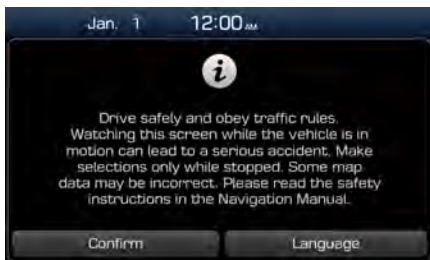 Jan. 1 12:00 AM
i
Drive safely and obey traffic rules.
Watching this screen while the vehicle is in
motion can lead to a serious accident. Make
selections only while stopped. Some map
data may be incorrect. Please read the safety
instructions in the Navigation Manual.
Confirm Language